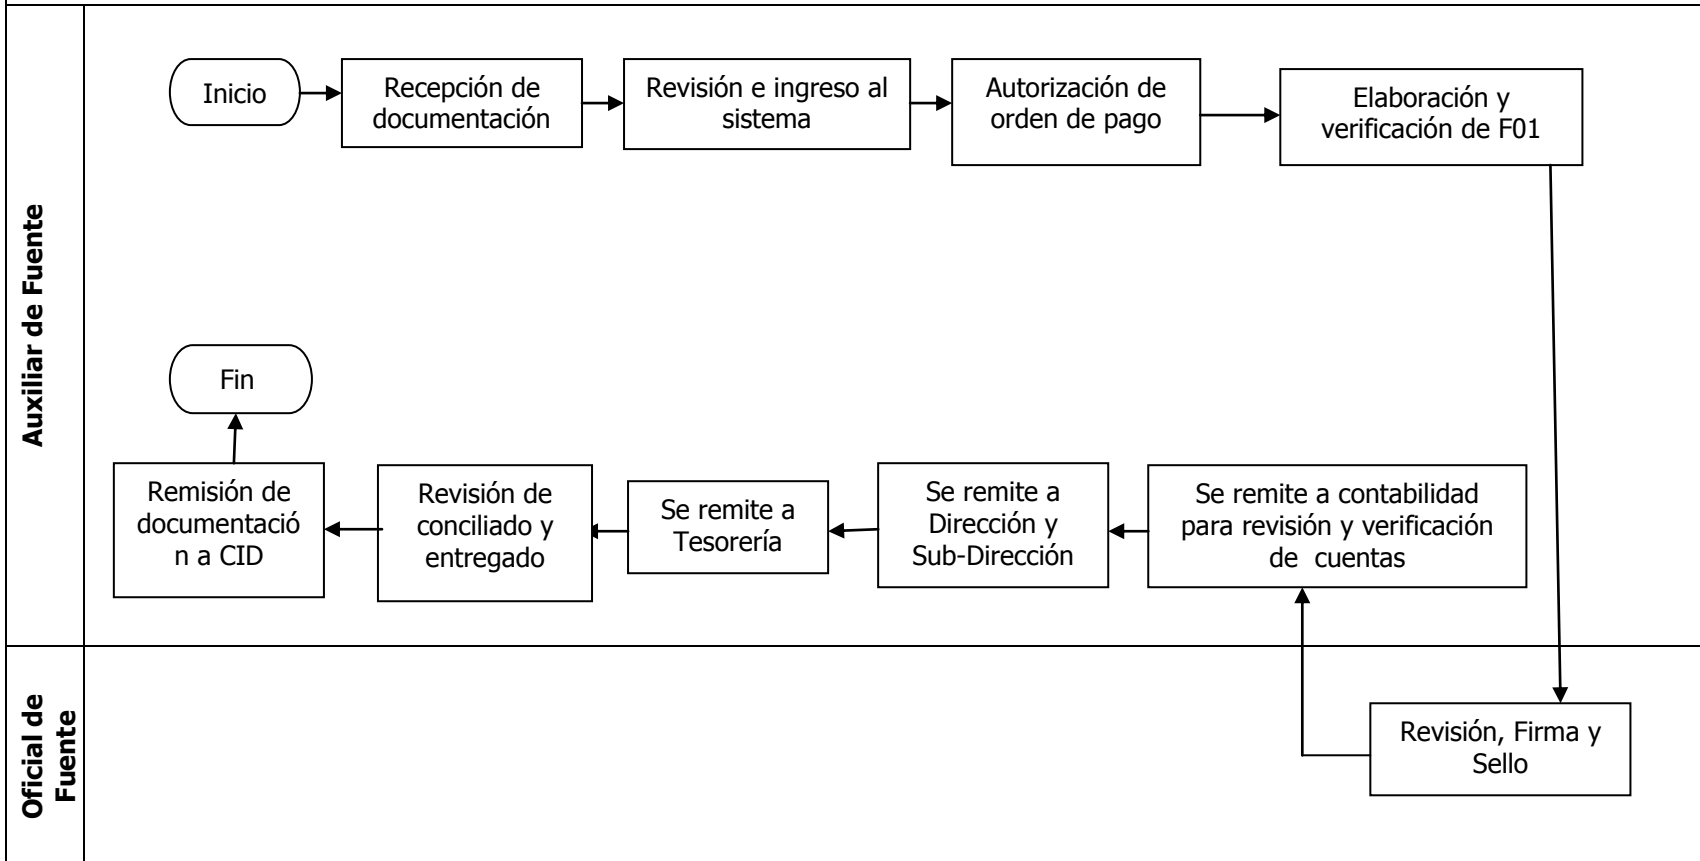 Auxiliar de Fuente
Inicio
Recepción de
documentación
Revisión e ingreso al
sistema
Autorización de
orden de pago
Elaboración y
verificación de F01
Fin
Remisión de
documentació
n a CID
Revisión de
conciliado y
entregado
Se remite a
Tesorería
Se remite a
Dirección y
Sub-Dirección
Se remite a contabilidad
para revisión y verificación
de  cuentas
Oficial de
Fuente
Revisión, Firma y
Sello